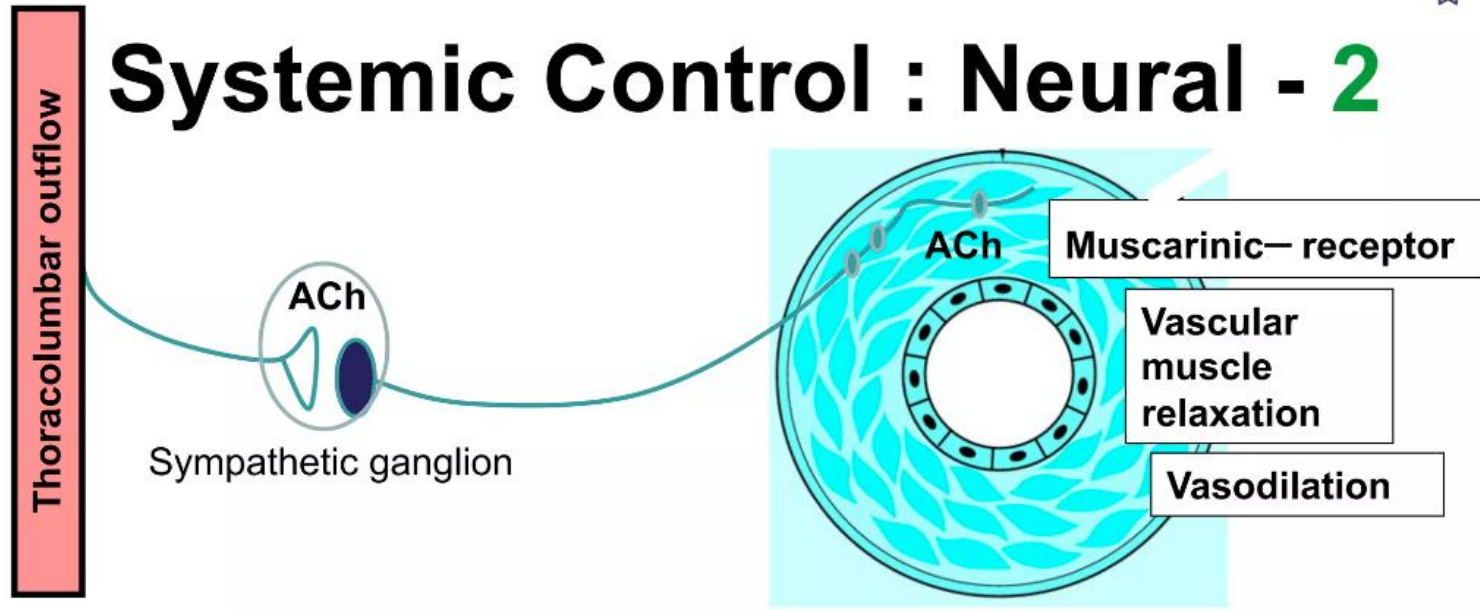 Systemic Control : Neural - 2
Thoracolumbar outflow
ACh
Sympathetic ganglion
ACh
Muscarinic– receptor
Vascular
muscle
relaxation
Vasodilation